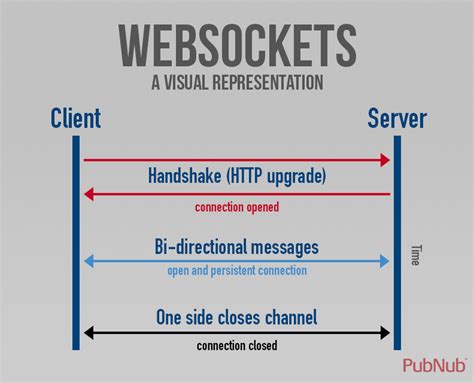 WEBSOCKETS
A VISUAL REPRESENTATION
Client
Server
Handshake (HTTP upgrade)
connection opened
Bi-directional messages
open and persistent connection
Time
One side closes channel
connection closed
PubNub